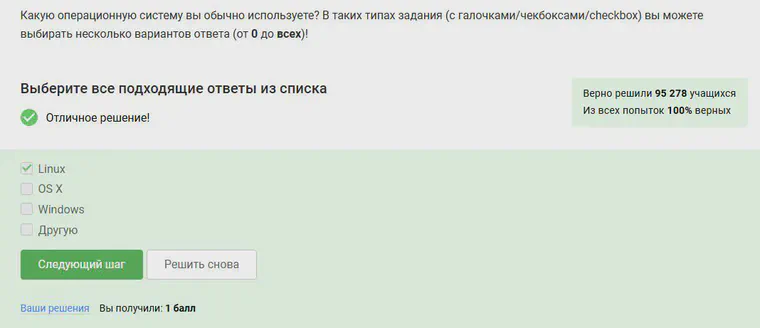 Какую операционную систему вы обычно используете? В таких типах задания (с галочками/чекбоксами/checkbox) вы можете
выбирать несколько вариантов ответа (от 0 до всех)!
Выберите все подходящие ответы из списка
Верно решили 95 278 учащихся
Из всех попыток 100% верных
Отличное решение!
Linux
OS X
Windows
Другую
Следующий шаг
Решить снова
Ваши решения Вы получили: 1 балл